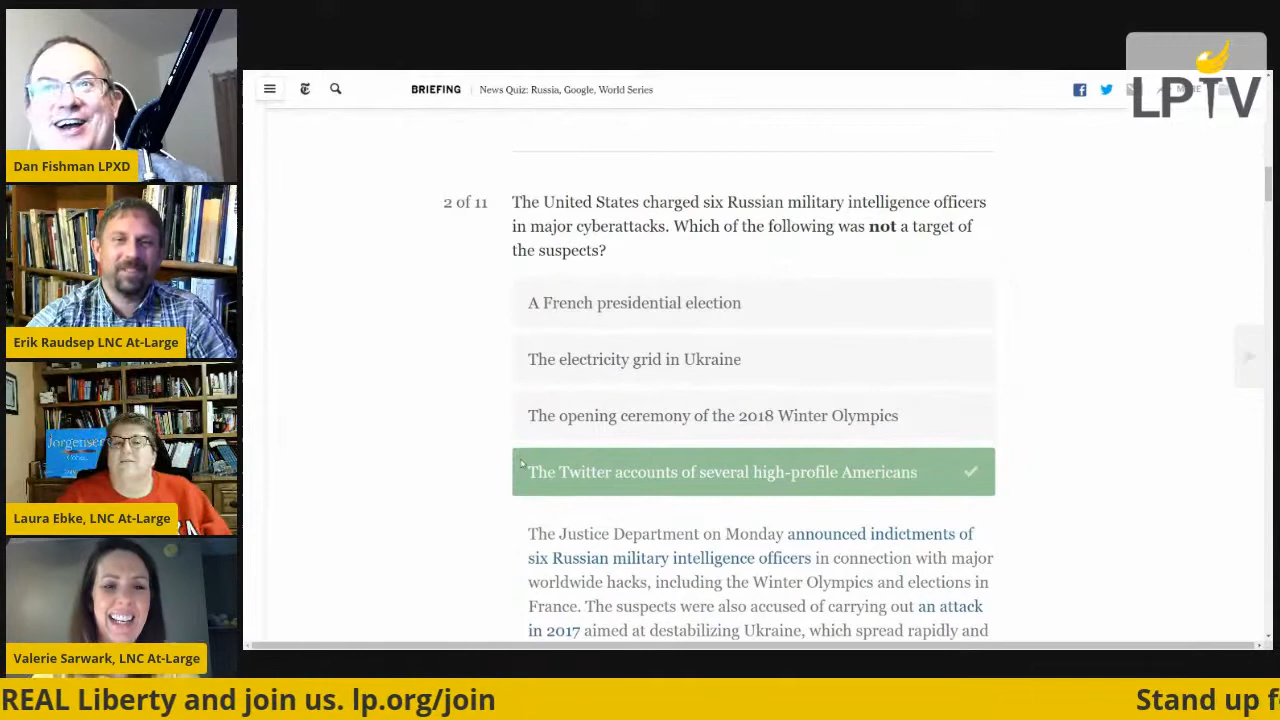 Dan Fishman LPXD
Erik Raudsep LNC At-Large
Jorgensen
Laura Ebke, LNC At-Large
Valerie Sarwark, LNC At-Large
BRIEFING
News Quiz: Russia, Google, World Series
MORE
LPTV
2 of 11
The United States charged six Russian military intelligence officers
in major cyberattacks. Which of the following was not a target of
the suspects?
A French presidential election
The electricity grid in Ukraine
The opening ceremony of the 2018 Winter Olympics
The Twitter accounts of several high-profile Americans
The Justice Department on Monday announced indictments of
six Russian military intelligence officers in connection with major
worldwide hacks, including the Winter Olympics and elections in
France. The suspects were also accused of carrying out an attack
in 2017 aimed at destabilizing Ukraine, which spread rapidly and
REAL Liberty and join us. lp.org/join
Stand up f